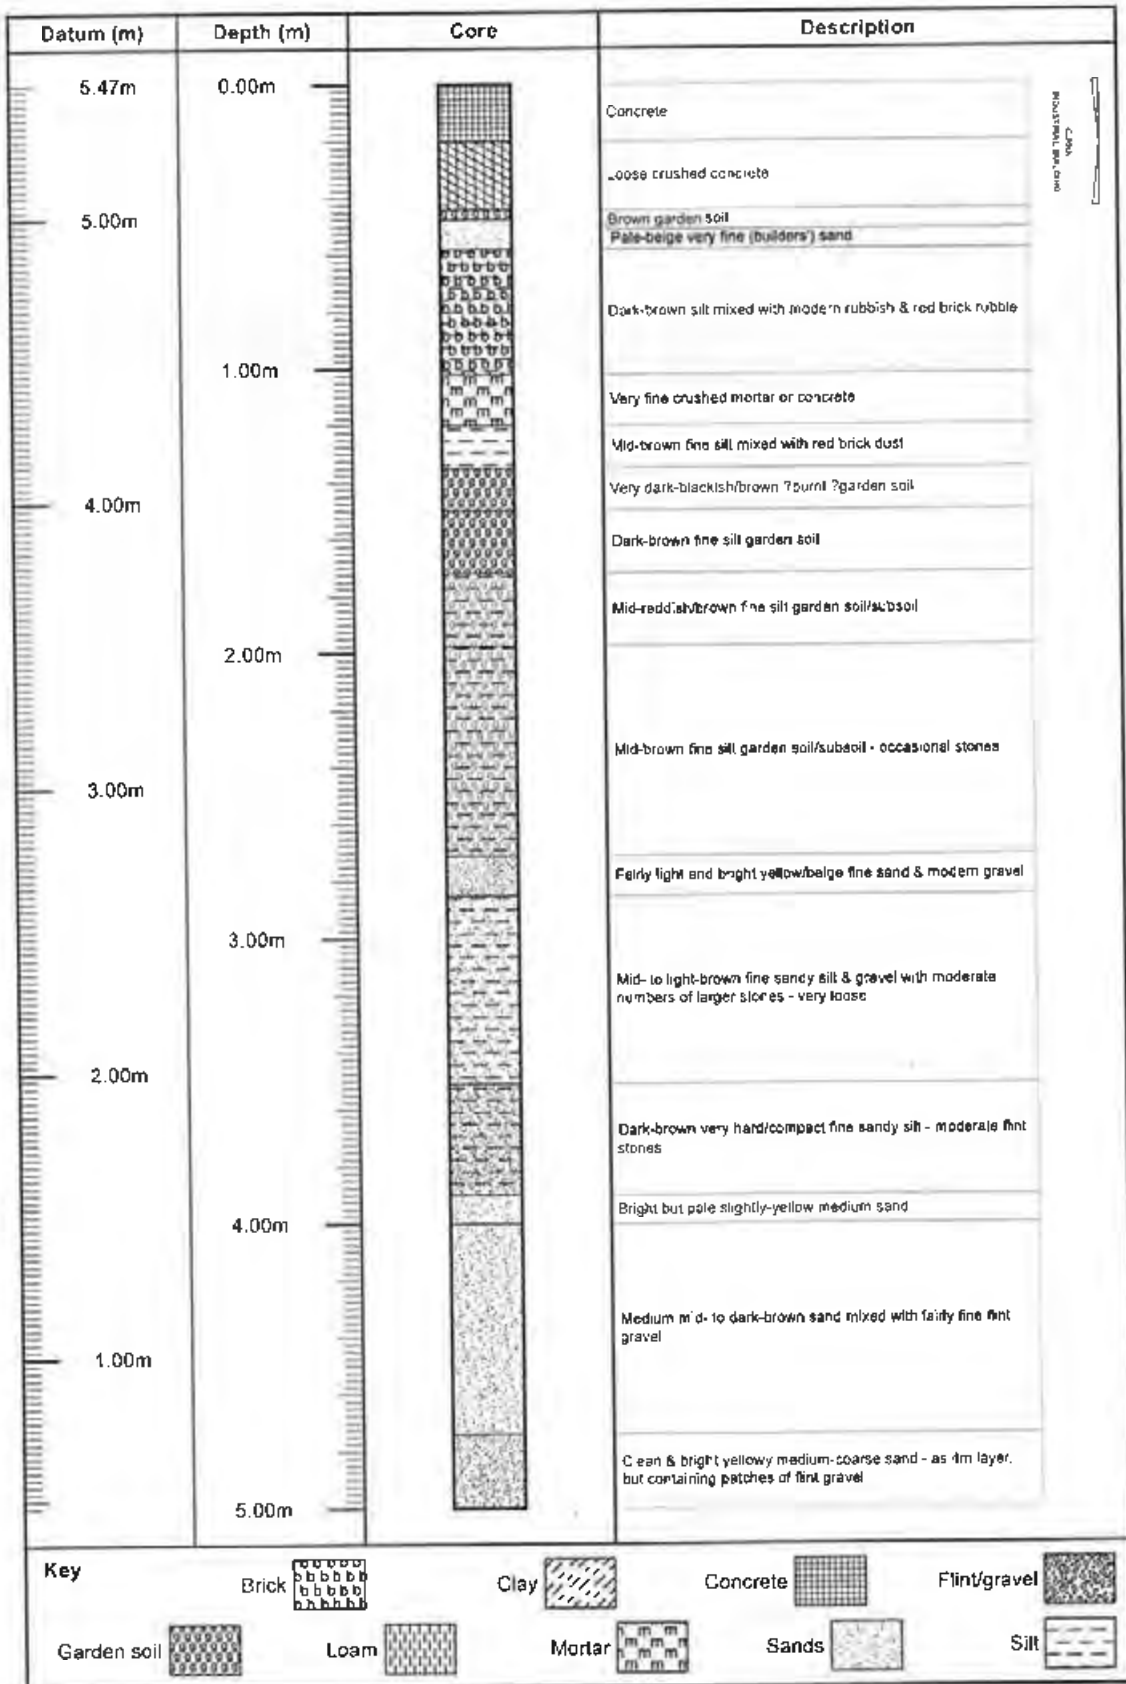 Datum (m) Depth (m) Core Description
5.47m 0.00m
Concrete
INDUSTRIAL BUILDING
Loose crushed concrete
5.00m
Brown garden soil
Pale-beige very fine (builders') sand
Dark-brown silt mixed with modern rubbish & red brick rubble
1.00m
Very fine crushed mortar or concrete
Mid-brown fine silt mixed with red brick dust
Very dark-blackish/brown ?burnt ?garden soil
4.00m
Dark-brown fine silt garden soil
Mid-reddish/brown fine silt garden soil/subsoil
2.00m
Mid-brown fine silt garden soil/subsoil - occasional stones
3.00m
Fairly light and bright yellow/beige fine sand & modern gravel
3.00m
Mid- to light-brown fine sandy silt & gravel with moderate
numbers of larger stones - very loose
2.00m
Dark-brown very hard/compact fine sandy silt - moderate flint
stones
Bright but pale slightly-yellow medium sand
4.00m
Medium mid- to dark-brown sand mixed with fairly fine flint
gravel
1.00m
Clean & bright yellowy medium-coarse sand - as 4m layer,
but containing patches of flint gravel
5.00m
Key
Brick Clay Concrete Flint/gravel
Garden soil Loam Mortar Sands Silt